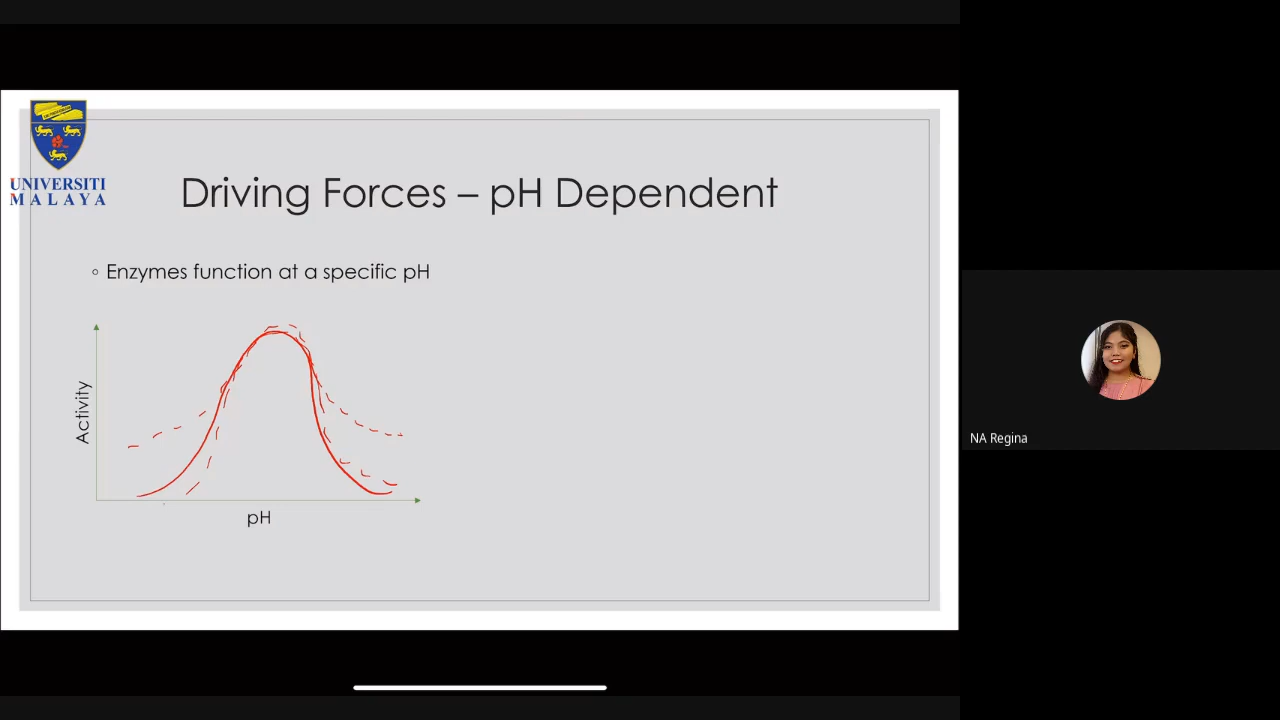 UNIVERSITI
MALAYA
Driving Forces – pH Dependent
Enzymes function at a specific pH
Activity
pH
NA Regina